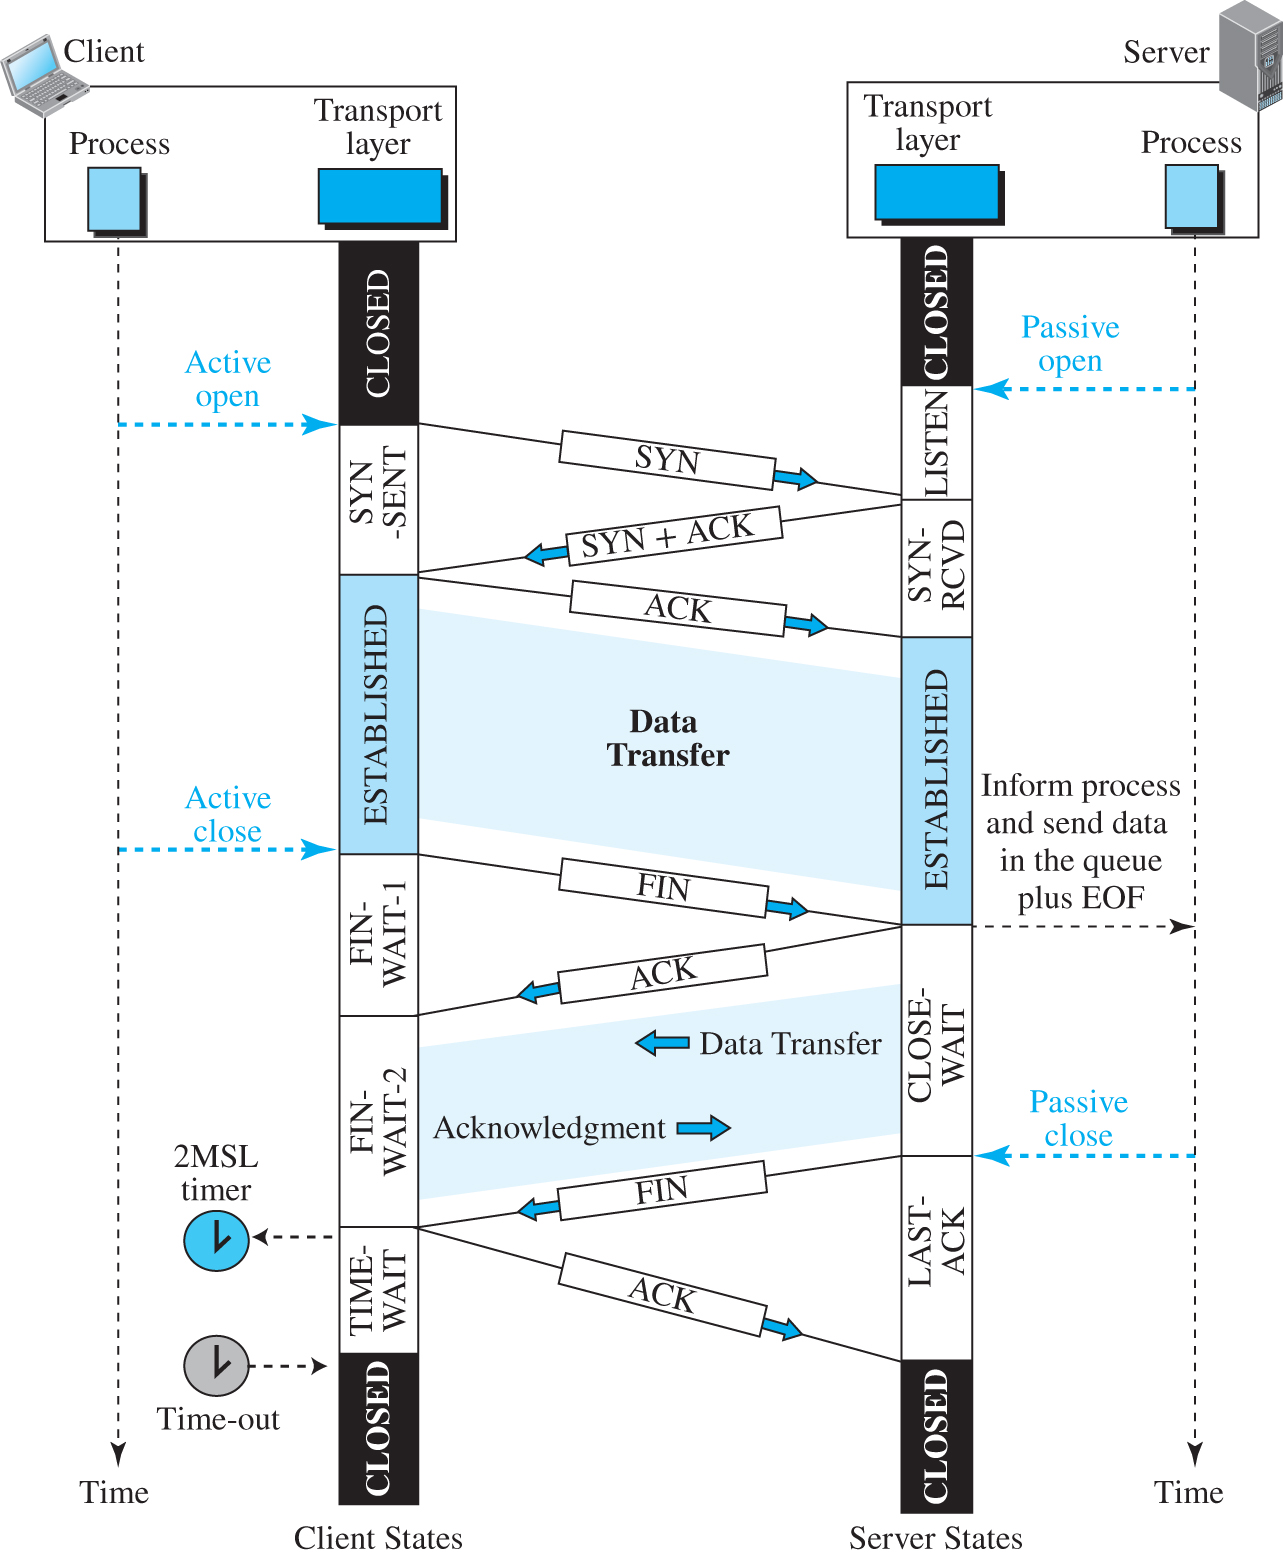 Client
Server
Transport
layer
Process
Transport
layer
Process
CLOSED
CLOSED
Passive
open
Active
open
LISTEN
SYN
-SENT
SYN
SYN + ACK
SYN-
RCVD
ACK
ESTABLISHED
ESTABLISHED
Data
Transfer
Inform process
and send data
in the queue
plus EOF
Active
close
FIN
FIN-
WAIT-1
ACK
CLOSE-
WAIT
Data Transfer
FIN-
WAIT-2
Acknowledgment
Passive
close
2MSL
timer
FIN
LAST-
ACK
TIME-
WAIT
ACK
Time-out
CLOSED
CLOSED
Time
Time
Client States
Server States